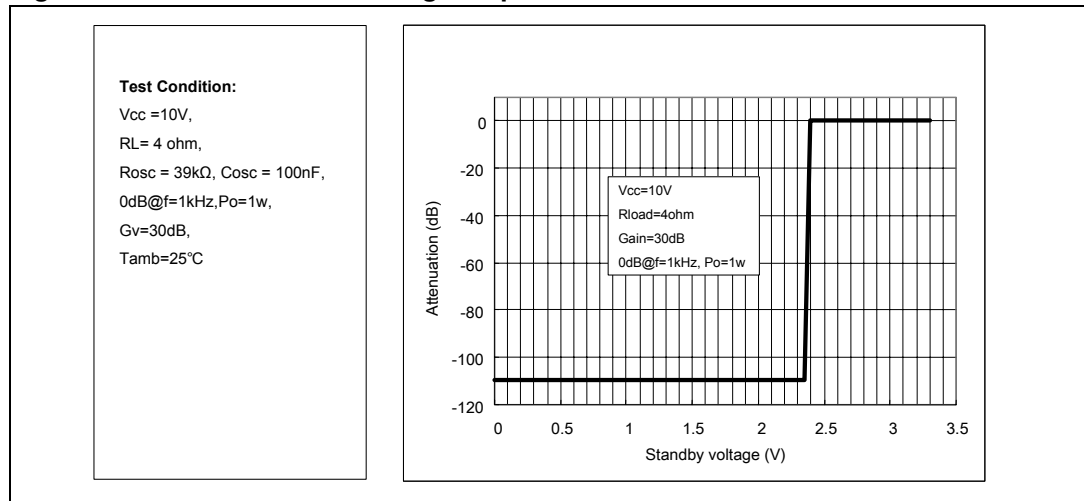 Test Condition:
Vcc =10V,
RL= 4 ohm,
Rosc = 39kΩ, Cosc = 100nF,
0dB@f=1kHz,Po=1w,
Gv=30dB,
Tamb=25℃
0
-20
-40
-60
-80
-100
-120
Attenuation (dB)
Vcc=10V
Rload=4ohm
Gain=30dB
0dB@f=1kHz, Po=1w
0 0.5 1 1.5 2 2.5 3 3.5
Standby voltage (V)